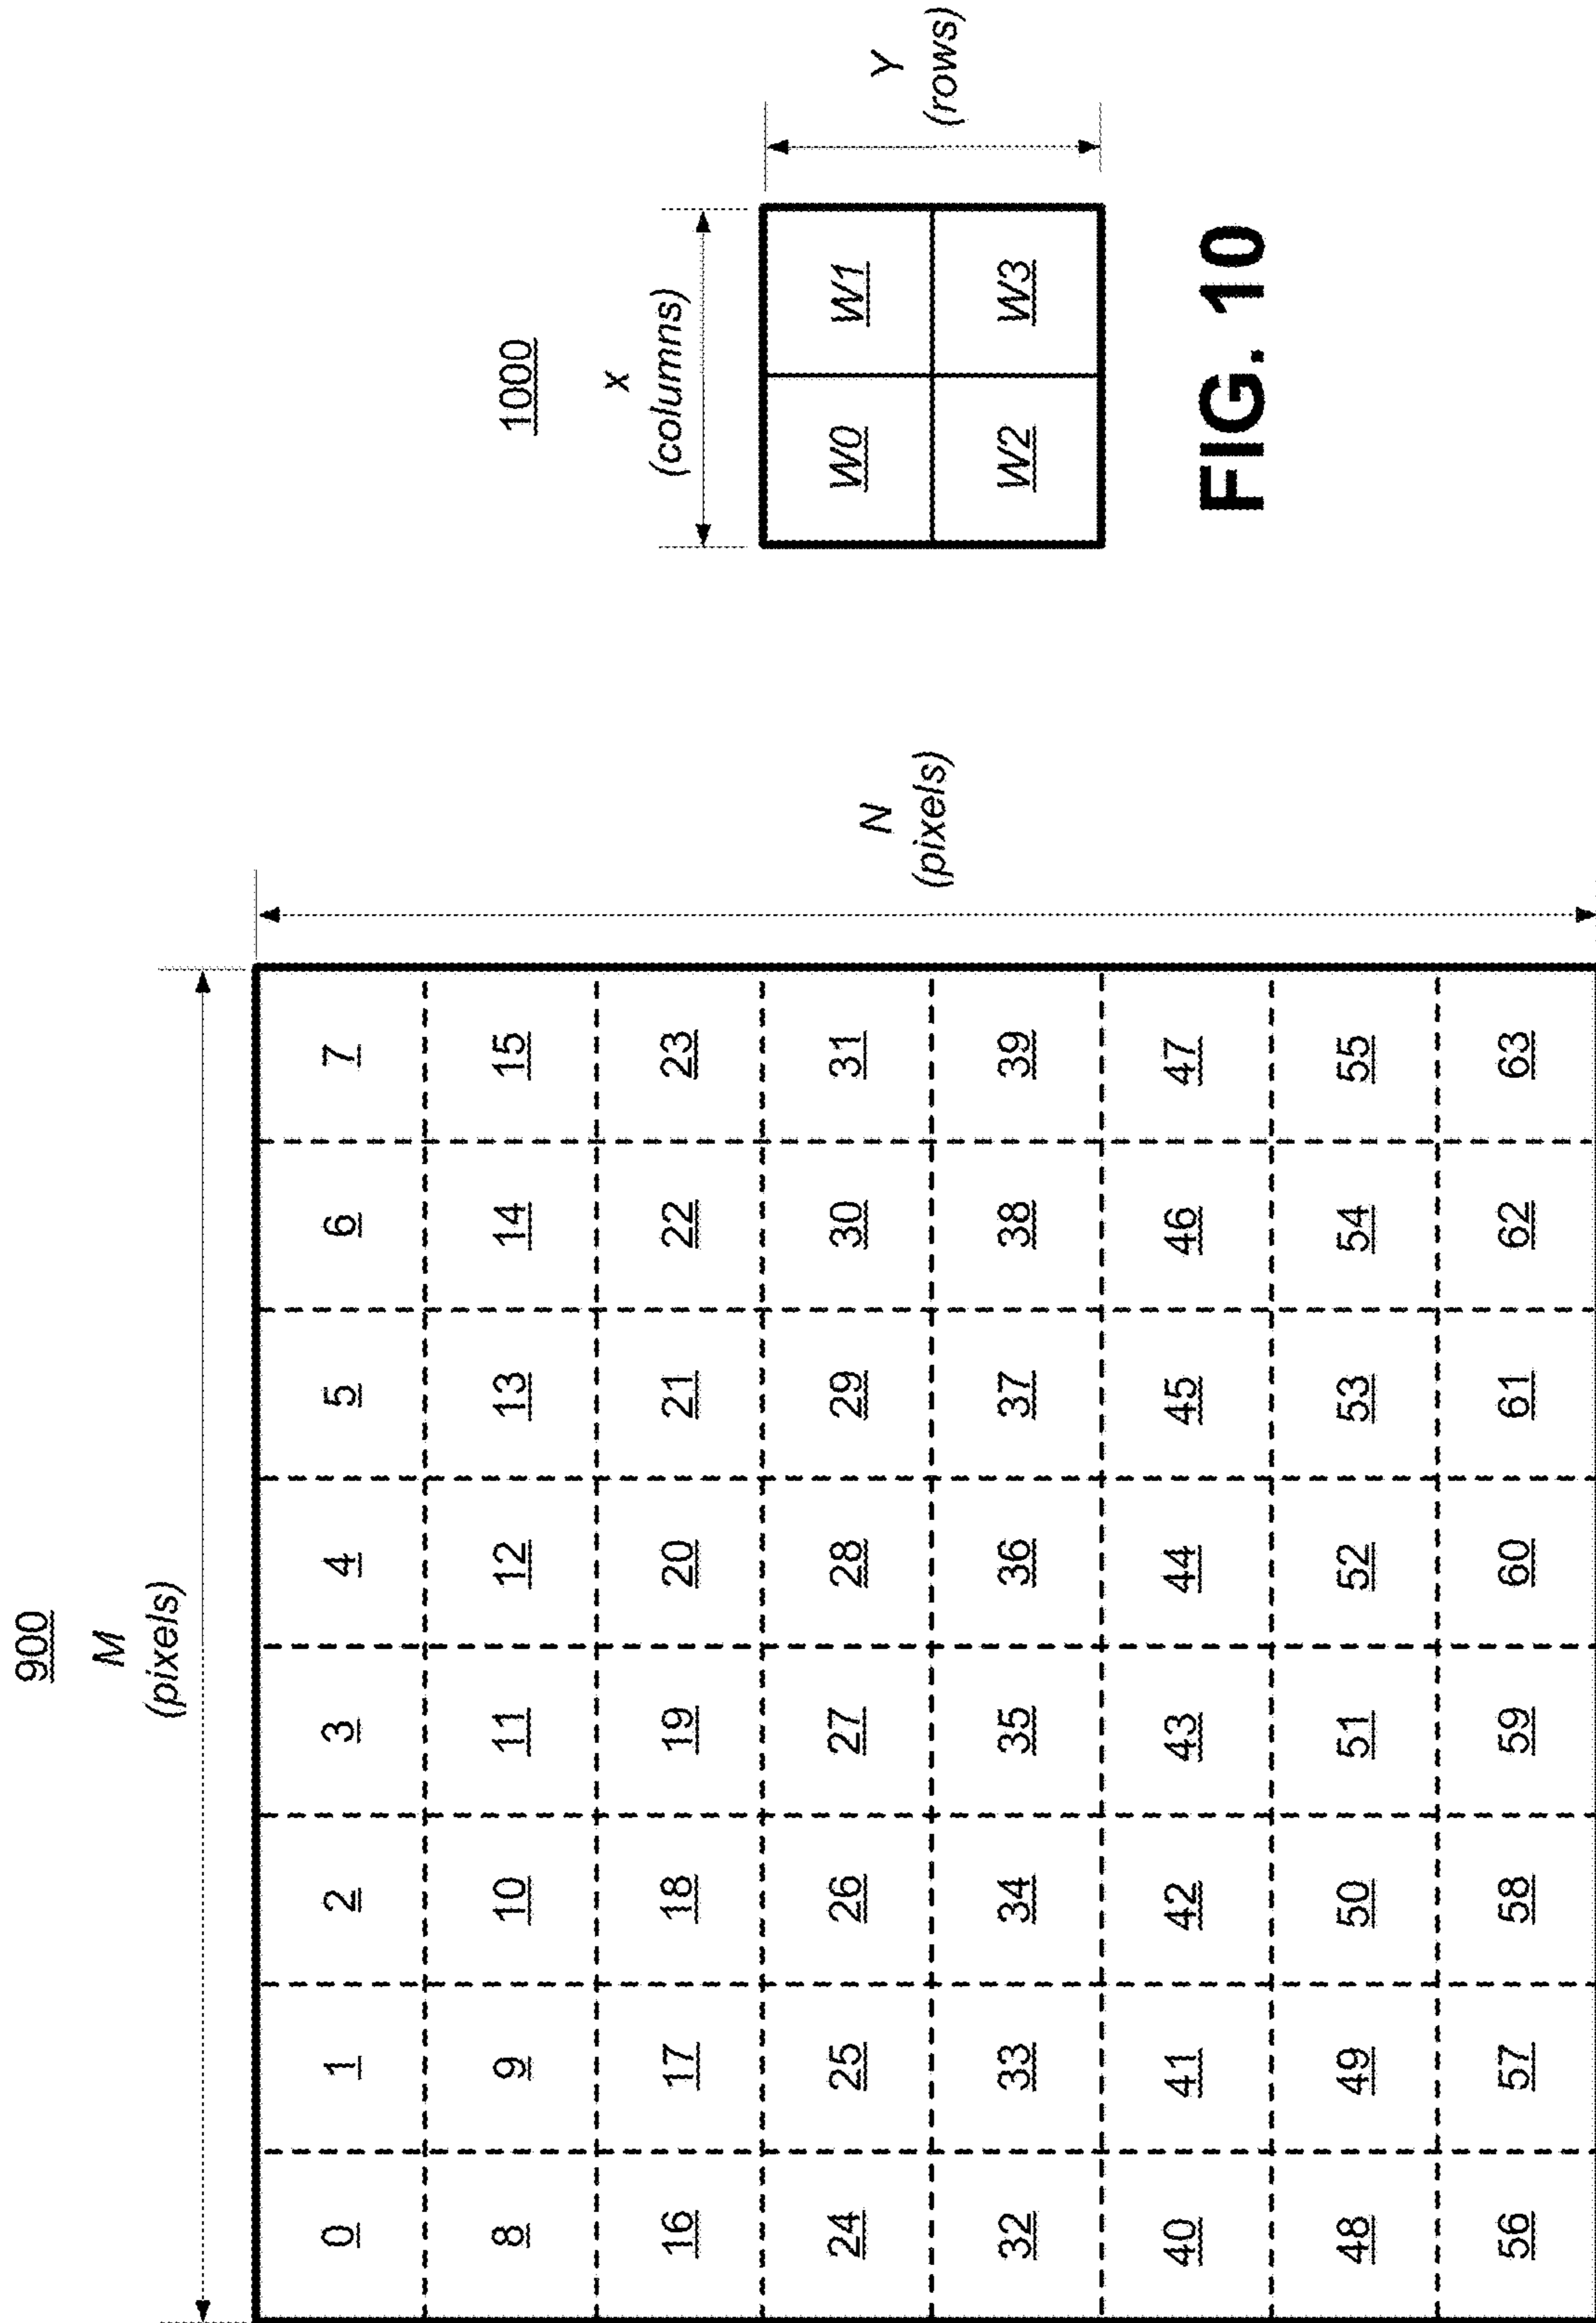 900
M
(pixels)
0 1 2 3 4 5 6 7
8 9 10 11 12 13 14 15
16 17 18 19 20 21 22 23
24 25 26 27 28 29 30 31
32 33 34 35 36 37 38 39
40 41 42 43 44 45 46 47
48 49 50 51 52 53 54 55
56 57 58 59 60 61 62 63
N
(pixels)
1000
x
(columns)
W0 W1
W2 W3
Y
(rows)
FIG. 10